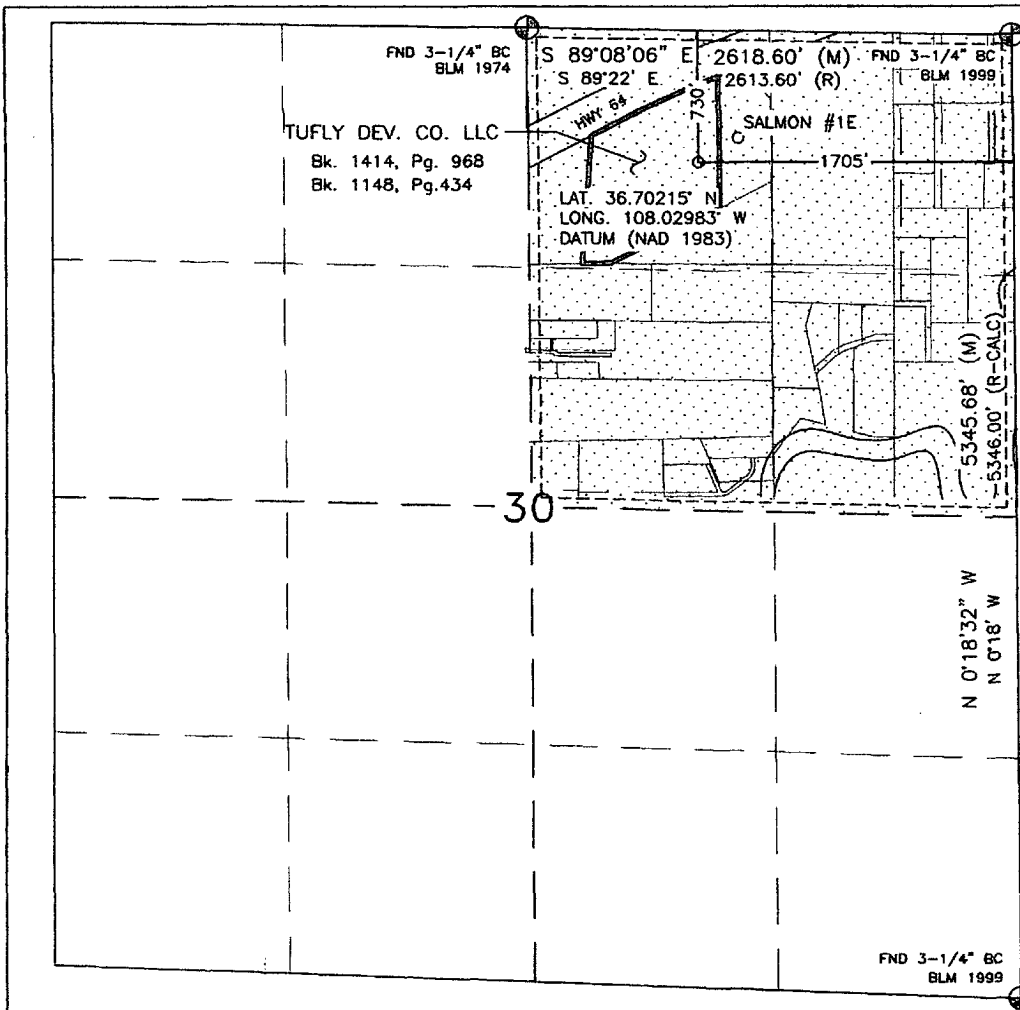 FND 3-1/4" BC
BLM 1974
S 89°08'06" E 2618.60' (M)
S 89°22' E 2613.60' (R)
FND 3-1/4" BC
BLM 1999
HWY 64
730'
SALMON #1E
TUFLY DEV. CO. LLC
Bk. 1414, Pg. 968
Bk. 1148, Pg.434
1705'
LAT. 36.70215° N
LONG. 108.02983° W
DATUM (NAD 1983)
5345.68' (M)
5346.00' (R-CALC)
30
N 0°18'32" W
N 0°18' W
FND 3-1/4" BC
BLM 1999